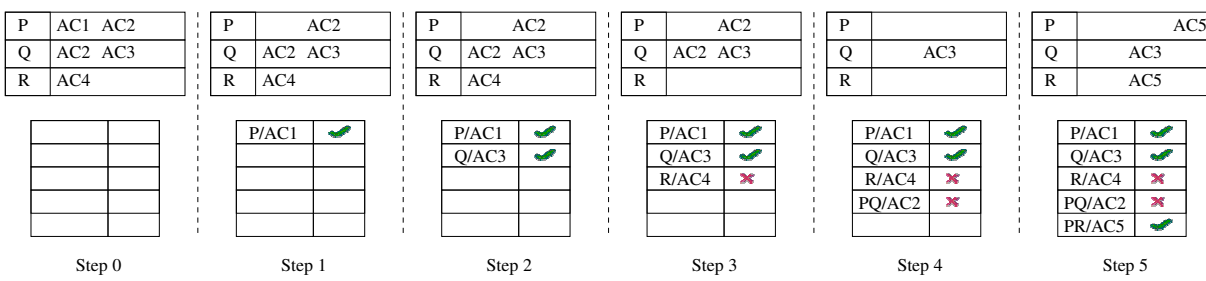 P AC1 AC2
Q AC2 AC3
R AC4
Step 0
P AC2
Q AC2 AC3
R AC4
P/AC1
Step 1
P AC2
Q AC2 AC3
R AC4
P/AC1
Q/AC3
Step 2
P AC2
Q AC2 AC3
R
P/AC1
Q/AC3
R/AC4
Step 3
P
Q AC3
R
P/AC1
Q/AC3
R/AC4
PQ/AC2
Step 4
P AC5
Q AC3
R AC5
P/AC1
Q/AC3
R/AC4
PQ/AC2
PR/AC5
Step 5